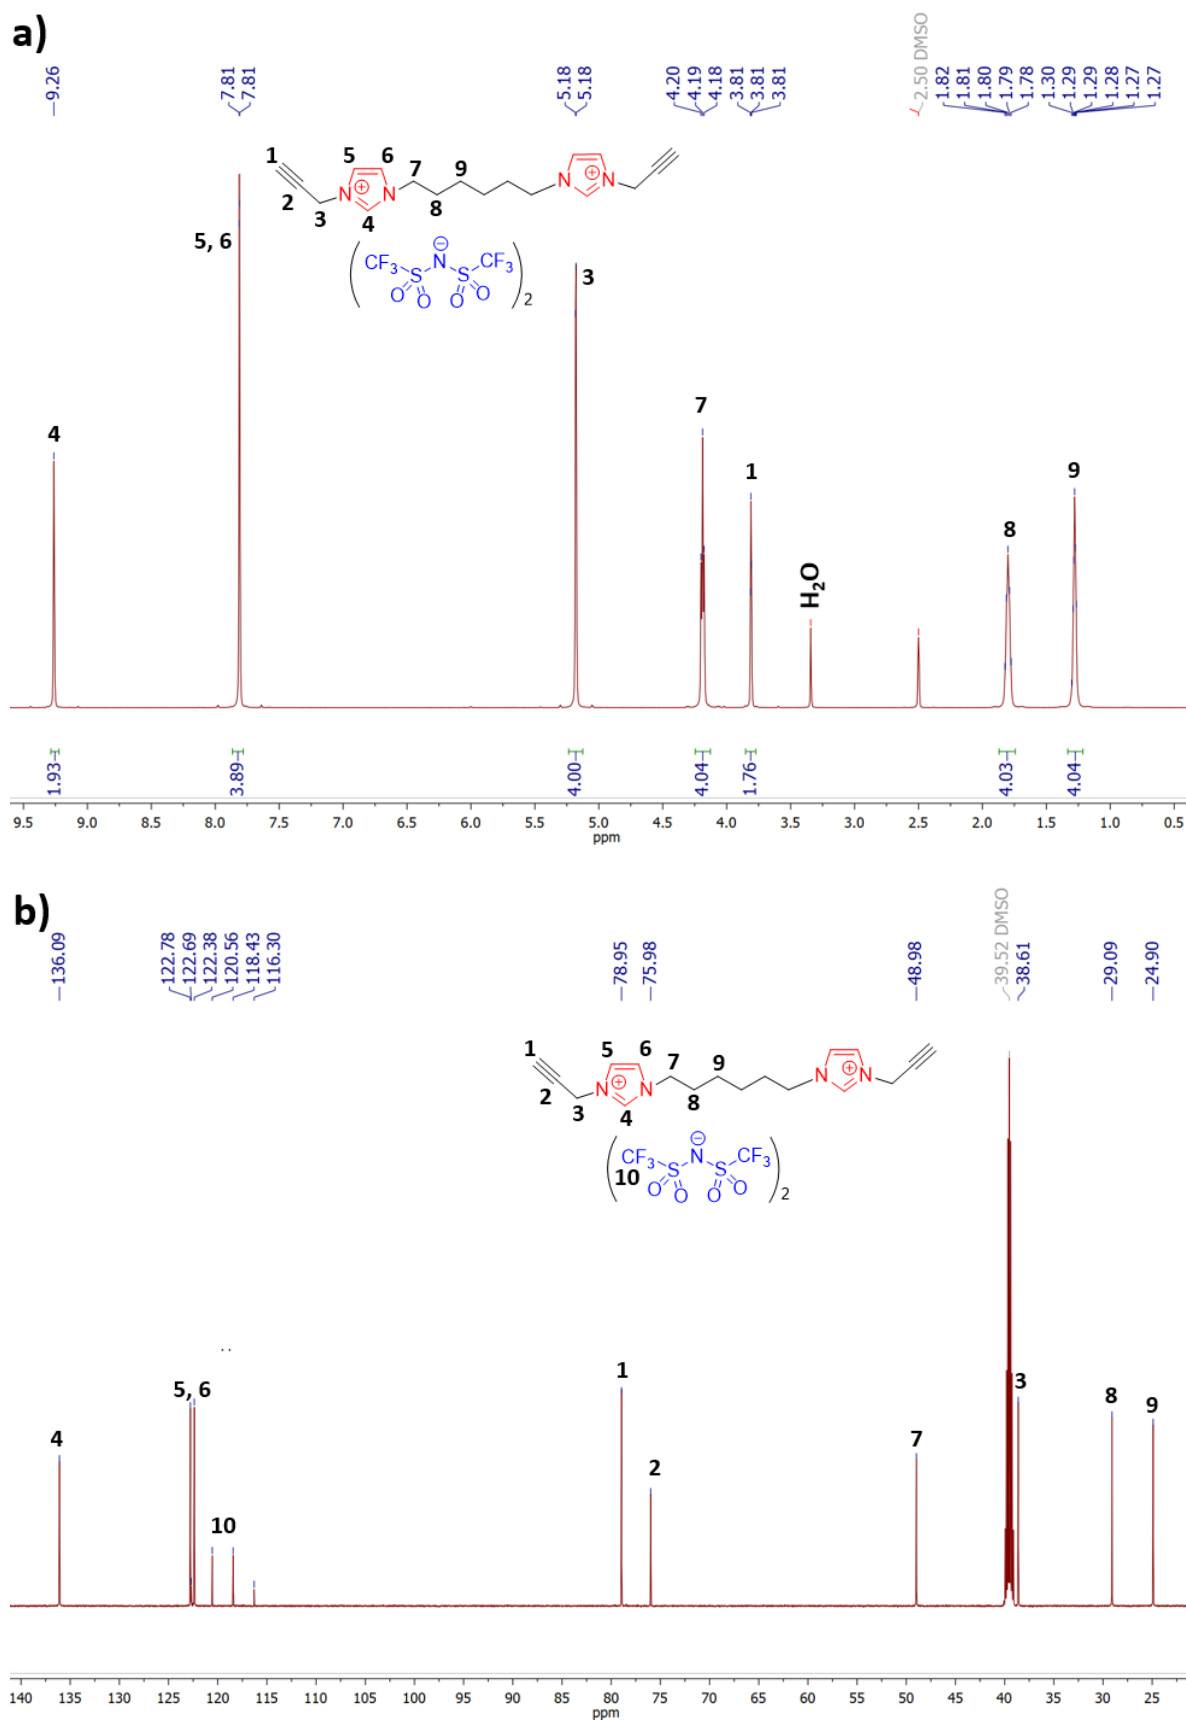 a)
9.26
7.81
7.81
5.18
5.18
4.20
4.19
4.18
3.81
3.81
3.81
2.50 DMSO
1.82
1.81
1.80
1.79
1.78
1.30
1.29
1.29
1.28
1.27
1.27
1
5
6
7
9
2
3
N
⊕
N
4
8
N
⊕
N
5, 6
CF3
S
N
⊖
S
CF3
O
O
O
O
2
3
4
7
1
H2O
8
9
1.93
3.89
4.00
4.04
1.76
4.03
4.04
9.5 9.0 8.5 8.0 7.5 7.0 6.5 6.0 5.5 5.0 4.5 4.0 3.5 3.0 2.5 2.0 1.5 1.0 0.5
ppm
b)
136.09
122.78
122.69
122.38
120.56
118.43
116.30
78.95
75.98
48.98
39.52 DMSO
38.61
29.09
24.90
1
5
6
7
9
2
3
N
⊕
N
4
8
N
⊕
N
CF3
S
N
⊖
S
CF3
10
O
O
O
O
2
4
5, 6
10
1
2
7
3
8
9
140 135 130 125 120 115 110 105 100 95 90 85 80 75 70 65 60 55 50 45 40 35 30 25
ppm